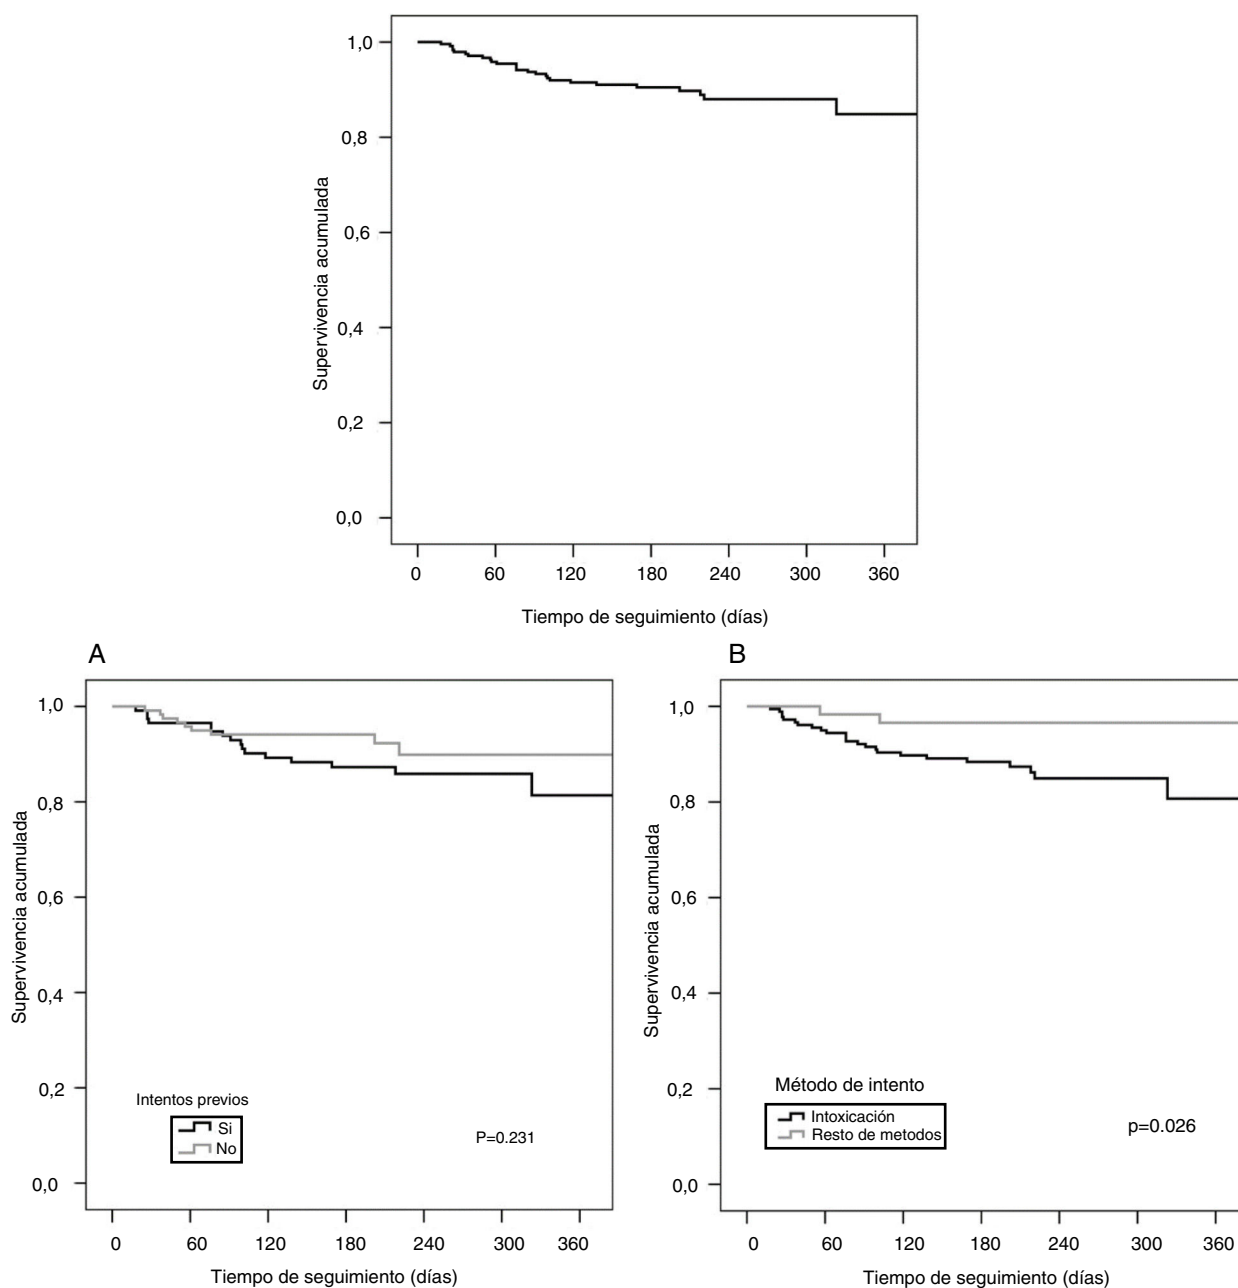 1,0
0,8
0,6
0,4
0,2
0,0
Supervivencia acumulada
0 60 120 180 240 300 360
Tiempo de seguimiento (días)
A
1,0
0,8
0,6
0,4
0,2
0,0
Supervivencia acumulada
Intentos previos
Si
No
P=0.231
0 60 120 180 240 300 360
Tiempo de seguimiento (días)
B
1,0
0,8
0,6
0,4
0,2
0,0
Supervivencia acumulada
Método de intento
Intoxicación
Resto de metodos
p=0.026
0 60 120 180 240 300 360
Tiempo de seguimiento (días)